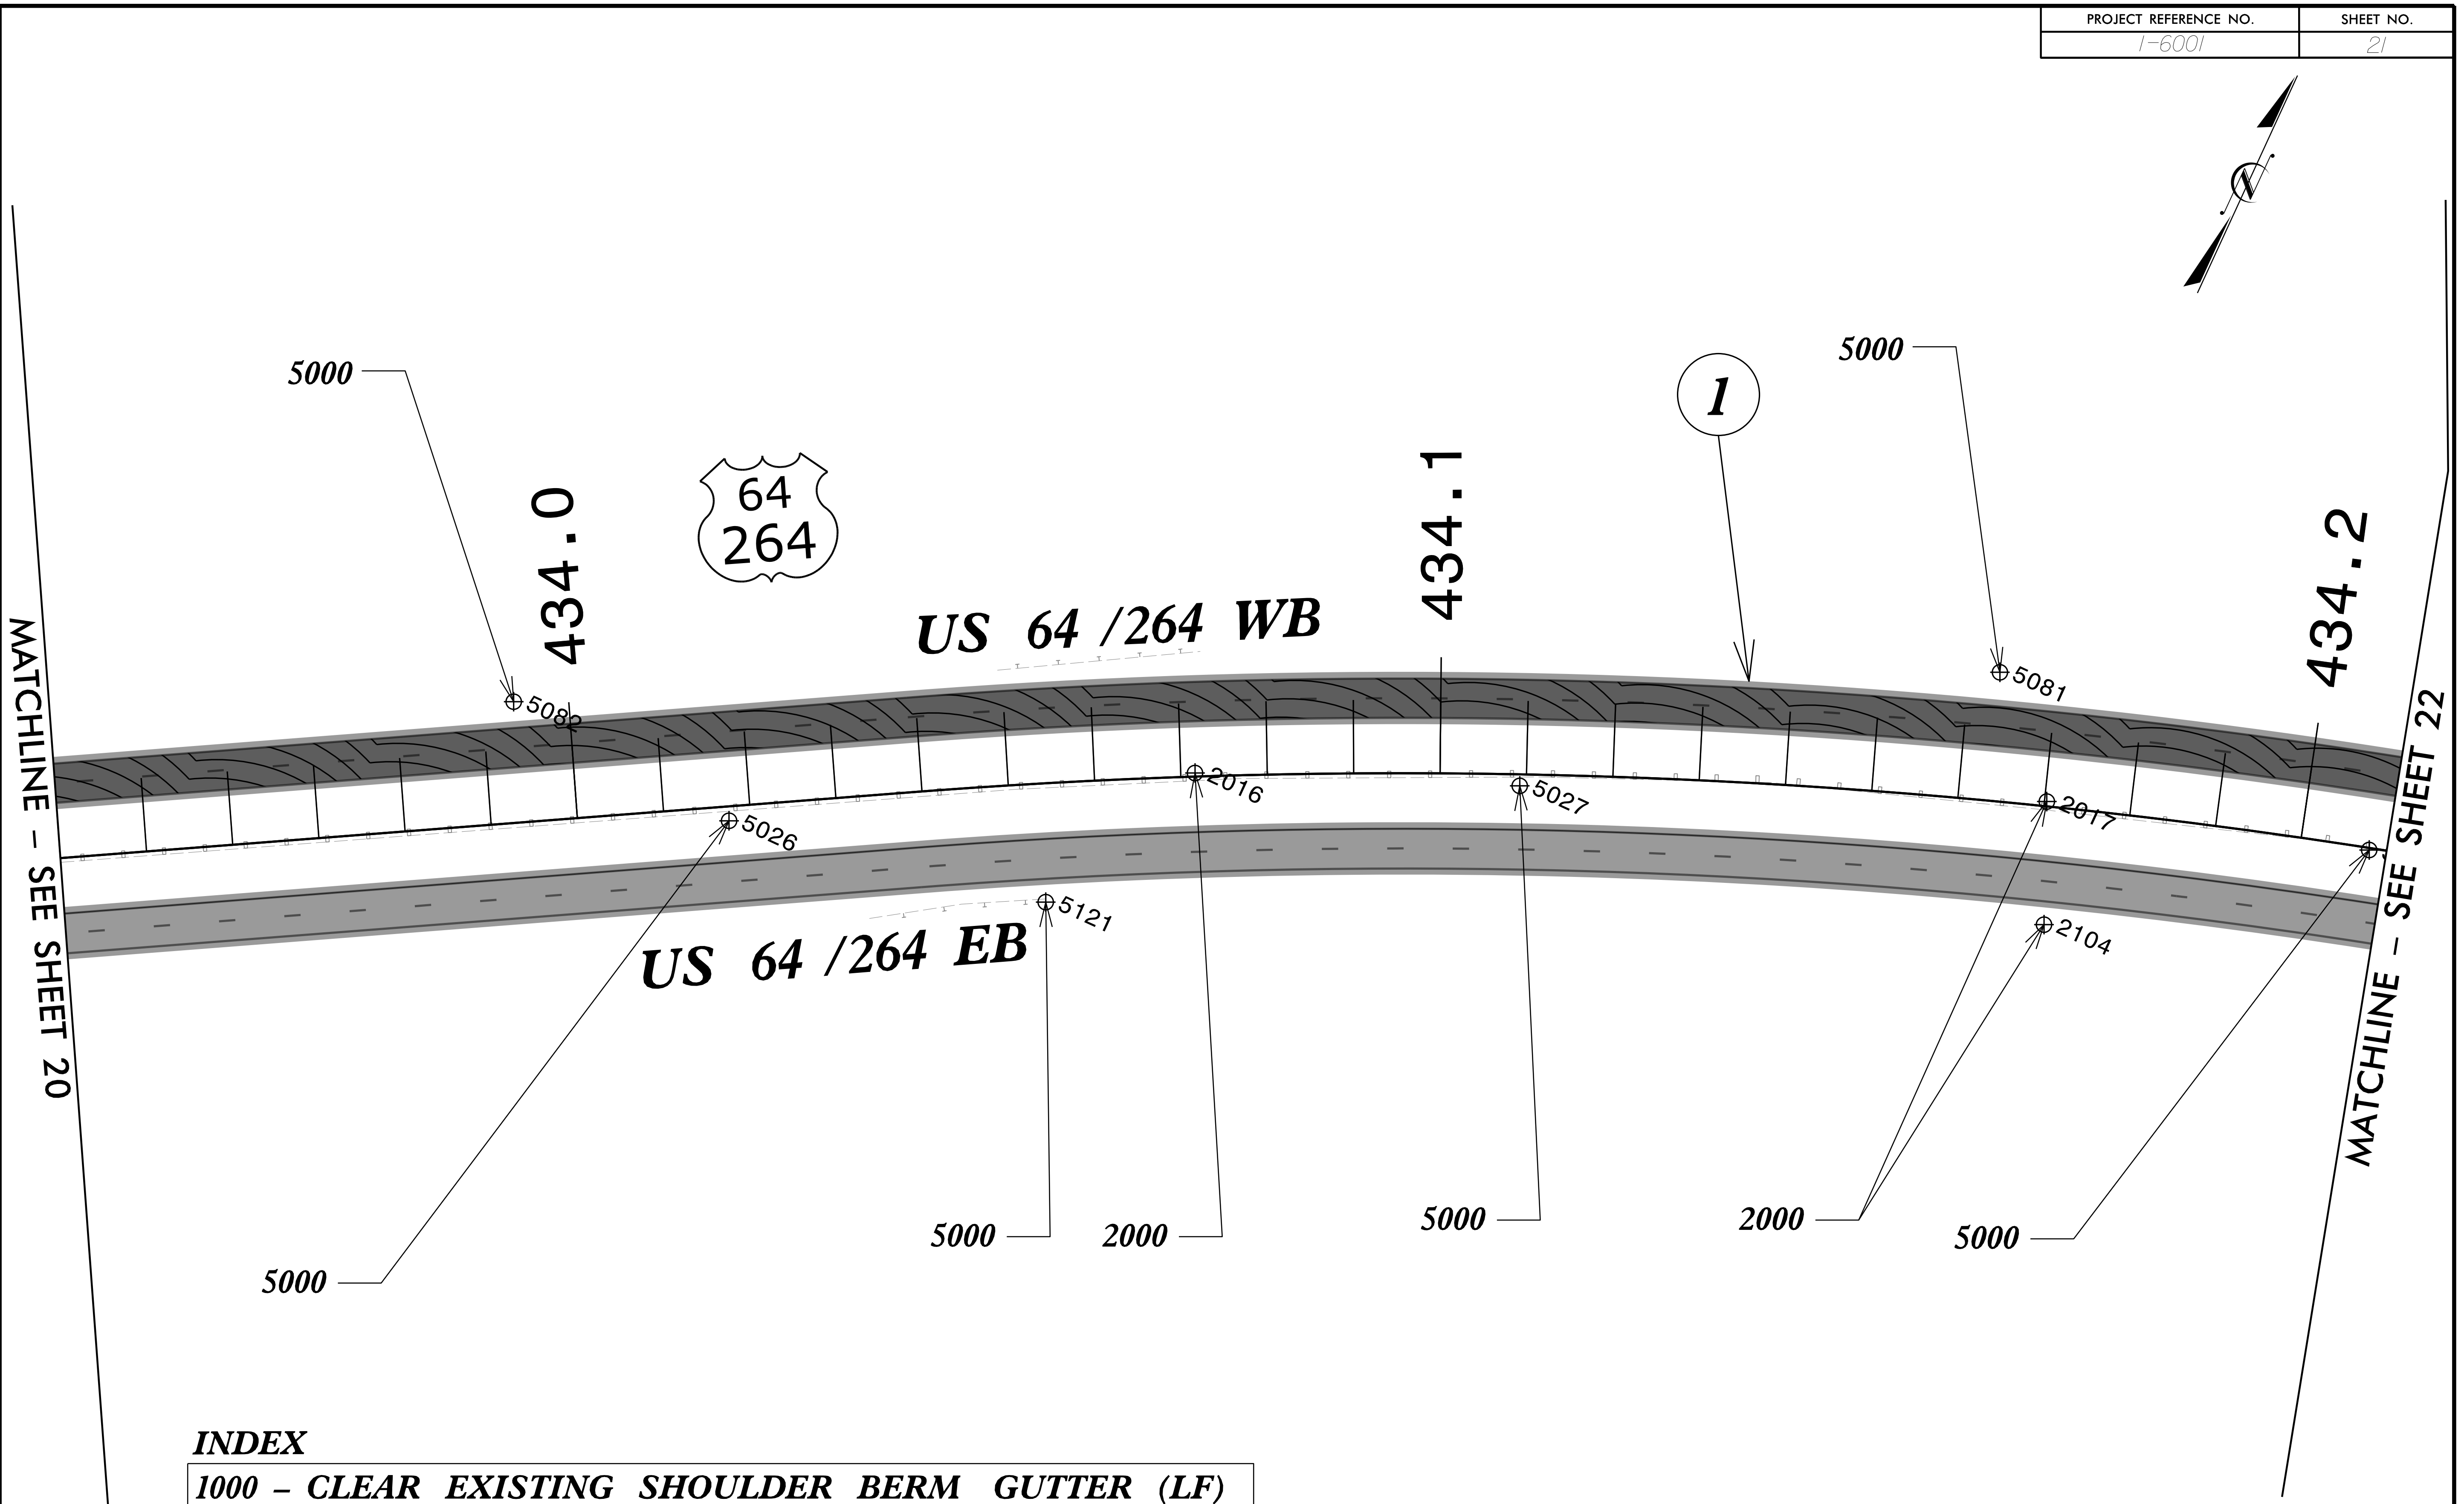 PROJECT REFERENCE NO.
SHEET NO.
I-6001
21
N
5000
1
5000
434.0
64
264
434.1
434.2
US 64 /264 WB
5081
2016
5027
2017
5026
5121
2104
US 64 /264 EB
MATCHLINE – SEE SHEET 20
MATCHLINE – SEE SHEET 22
5000
2000
5000
2000
5000
5000
INDEX
1000 – CLEAR EXISTING SHOULDER BERM GUTTER (LF)